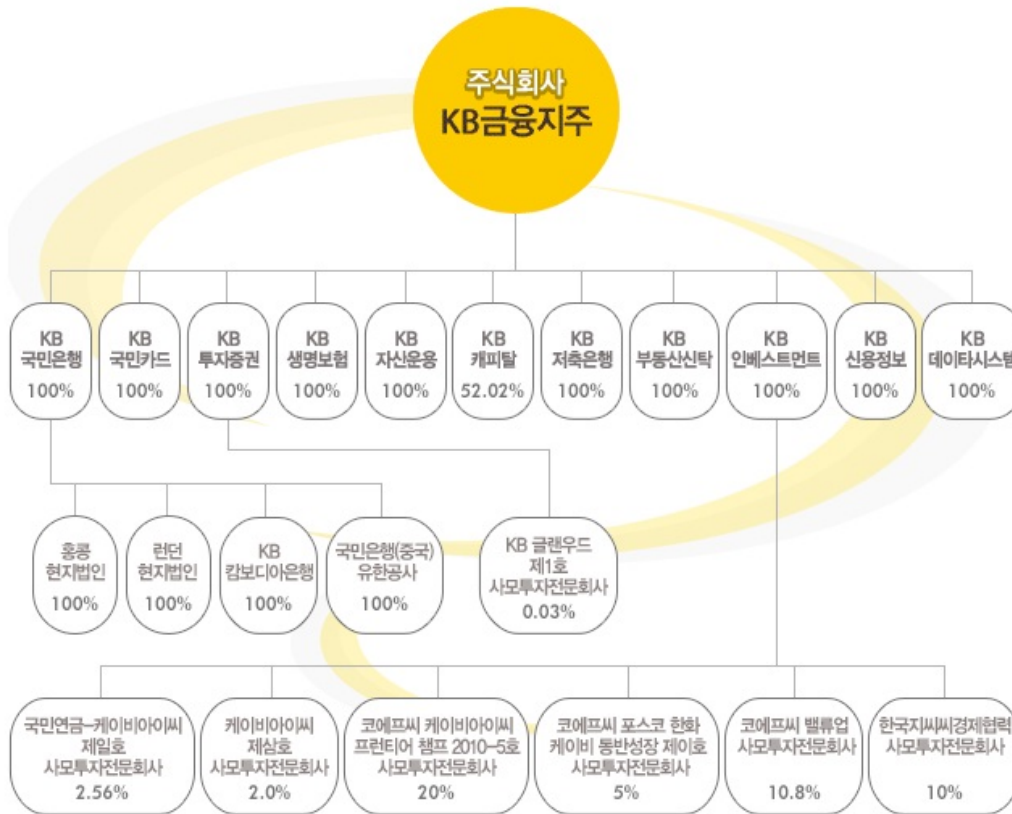 주식회사
KB금융지주
KB
국민은행
100%
KB
국민카드
100%
KB
투자증권
100%
KB
생명보험
100%
KB
자산운용
100%
KB
캐피탈
52.02%
KB
저축은행
100%
KB
부동산신탁
100%
KB
인베스트먼트
100%
KB
신용정보
100%
KB
데이타시스템
100%
홍콩
현지법인
100%
런던
현지법인
100%
KB
캄보디아은행
100%
국민은행(중국)
유한공사
100%
KB 글랜우드
제1호
사모투자전문회사
0.03%
국민연금-케이비아이씨
제일호
사모투자전문회사
2.56%
케이비아이씨
제삼호
사모투자전문회사
2.0%
코에프씨 케이비아이씨
프런티어 챔프 2010-5호
사모투자전문회사
20%
코에프씨 포스코 한화
케이비 동반성장 제이호
사모투자전문회사
5%
코에프씨 밸류업
사모투자전문회사
10.8%
한국지씨씨경제협력
사모투자전문회사
10%